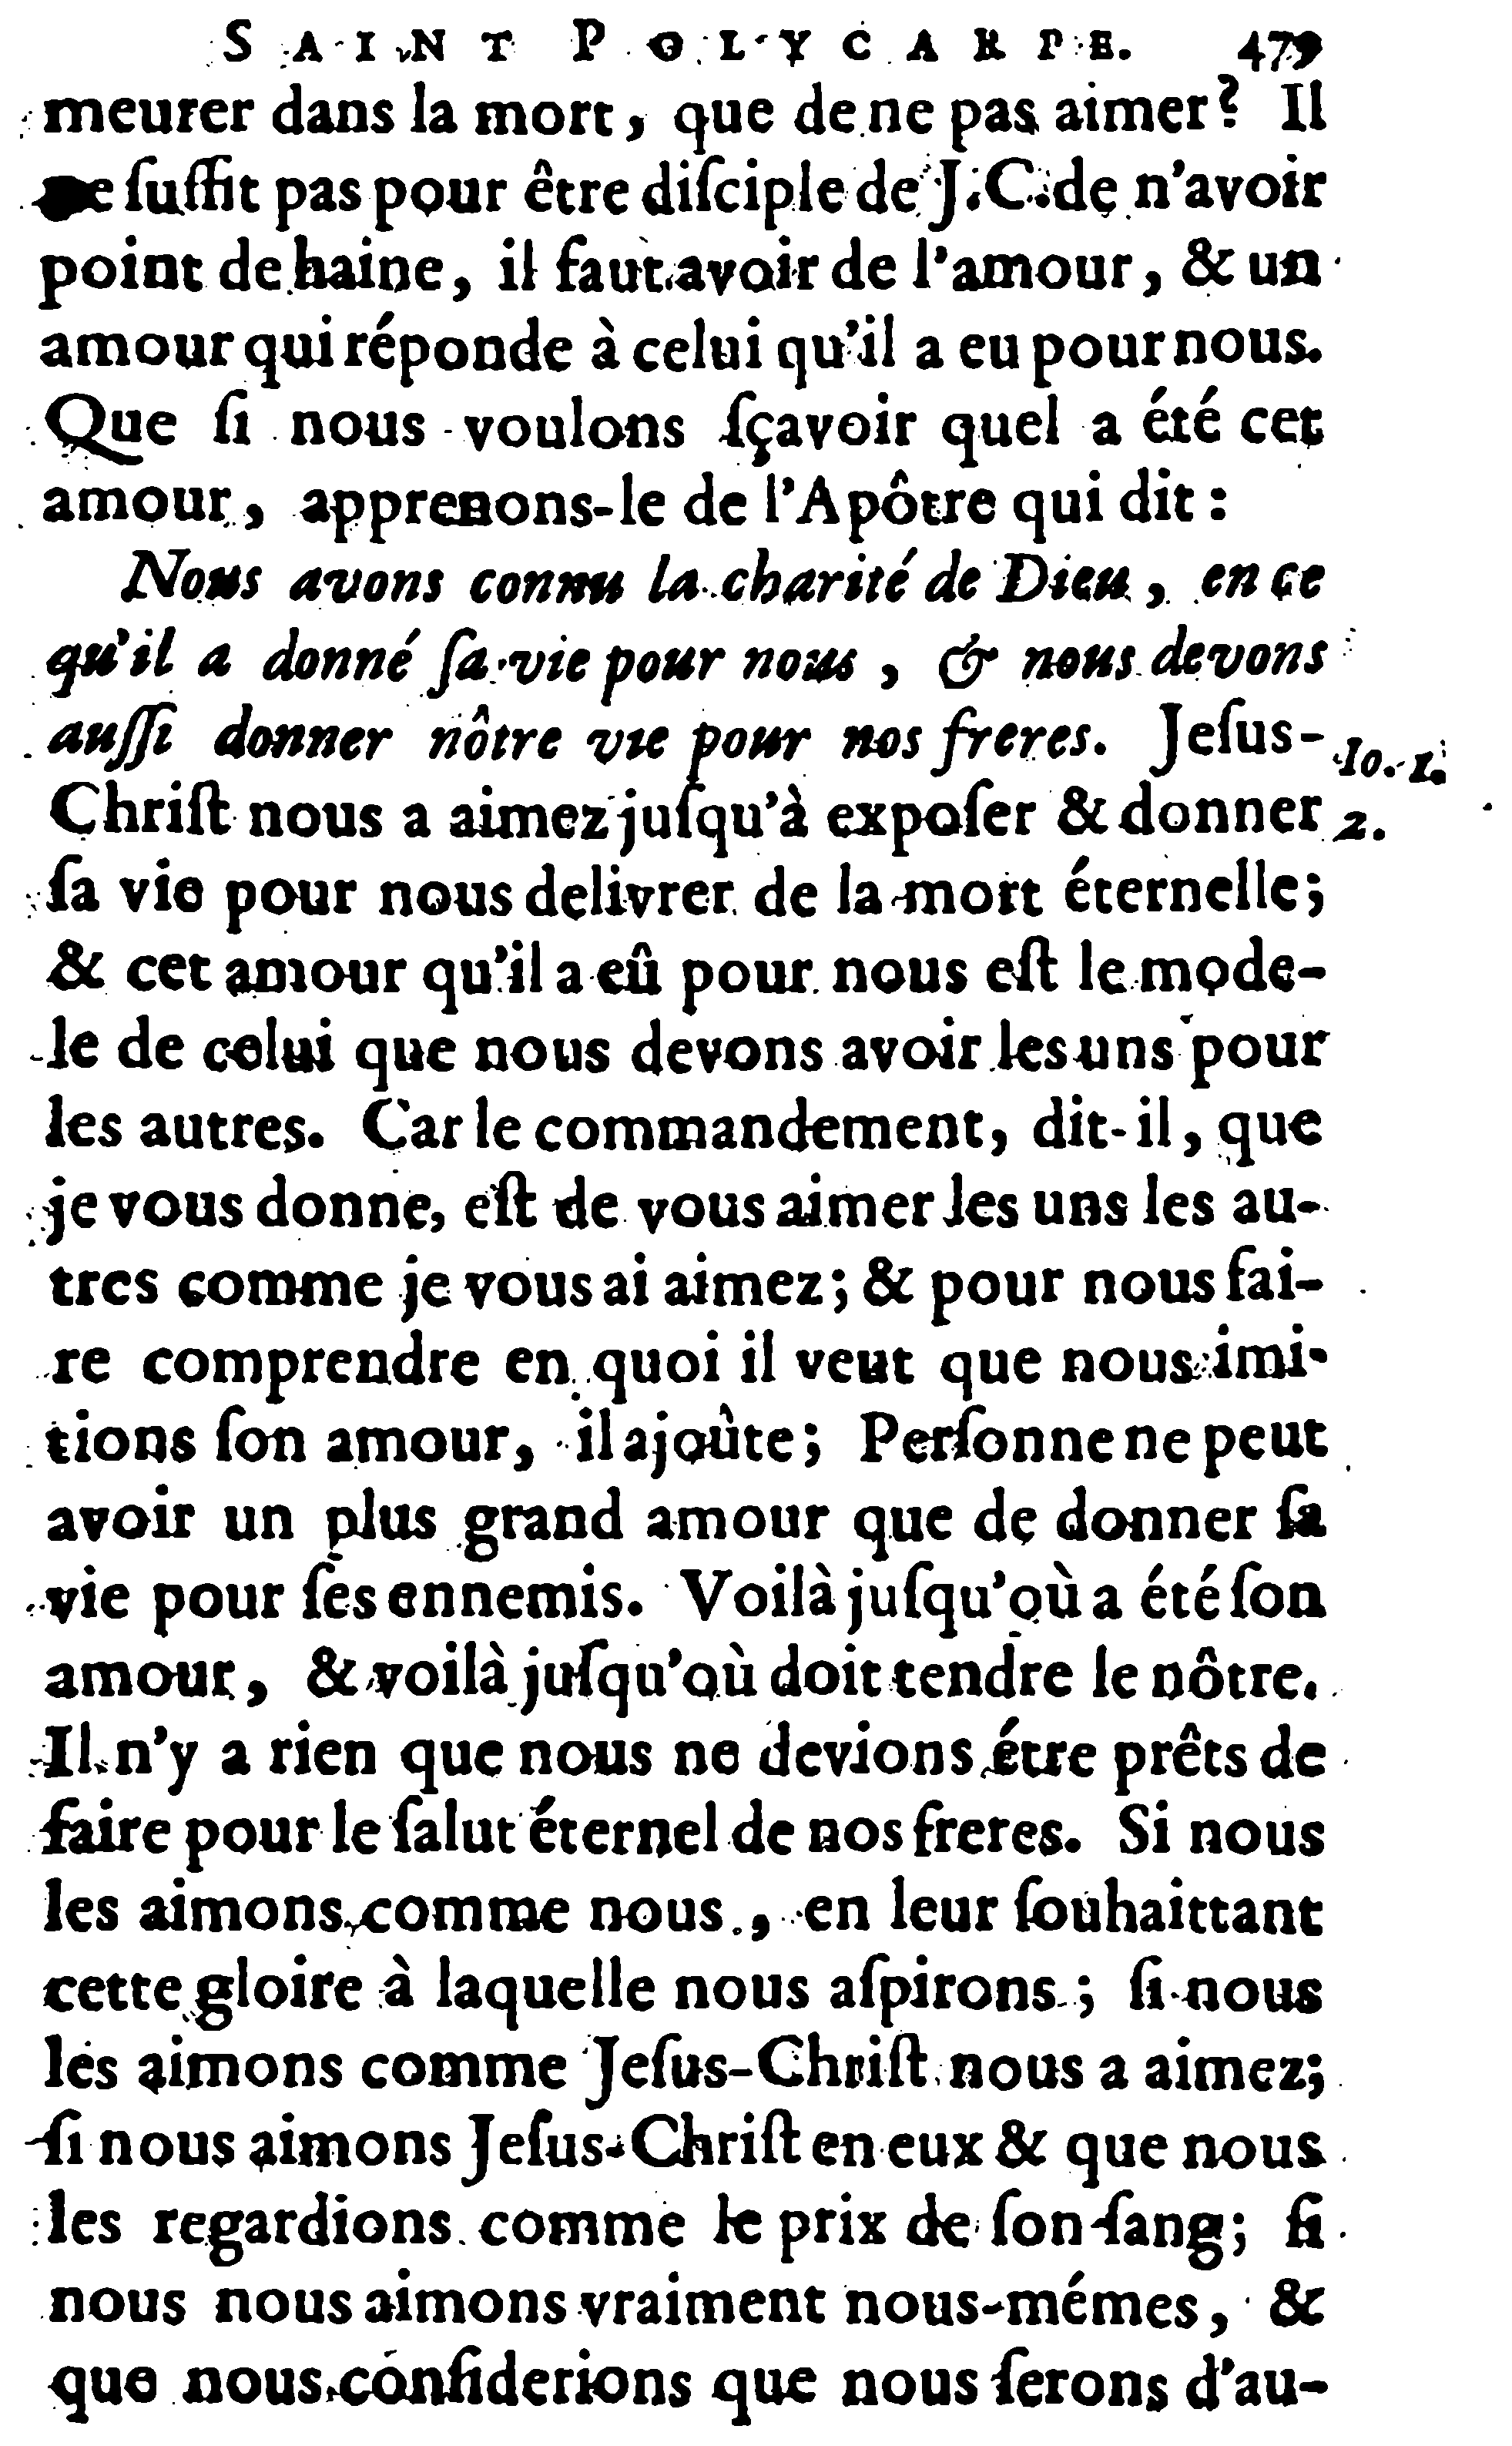 SAINT POLYCARPE. 479
meurer dans la mort, que de ne pas aimer? Il
ne ſuffit pas pour être diſciple de J. C. de n'avoir
point de haine, il faut avoir de l'amour, & un
amour qui réponde à celui qu'il a eu pour nous.
Que ſi nous voulons ſçavoir quel a été cet
amour, apprenons-le de l'Apôtre qui dit:
Nous avons connu la charité de Dieu, en ce
qu'il a donné ſa vie pour nous, & nous devons
auſſi donner nôtre vie pour nos freres. Jeſus-
Io. 1.
Chriſt nous a aimez juſqu'à expoſer & donner
2.
ſa vie pour nous delivrer de la mort éternelle;
& cet amour qu'il a eû pour nous eſt le mode-
le de celui que nous devons avoir les uns pour
les autres. Car le commandement, dit-il, que
je vous donne, eſt de vous aimer les uns les au-
tres comme je vous ai aimez; & pour nous fai-
re comprendre en quoi il veut que nous imi-
tions ſon amour, il ajoûte; Perſonne ne peut
avoir un plus grand amour que de donner ſa
vie pour ſes ennemis. Voilà juſqu'où a été ſon
amour, & voilà juſqu'où doit tendre le nôtre.
Il n'y a rien que nous ne devions étre prêts de
faire pour le ſalut éternel de nos freres. Si nous
les aimons comme nous, en leur ſouhaittant
cette gloire à laquelle nous aſpirons; ſi nous
les aimons comme Jeſus-Chriſt nous a aimez;
ſi nous aimons Jeſus-Chriſt en eux & que nous
les regardions comme le prix de ſon ſang; ſi
nous nous aimons vraiment nous-mémes, &
que nous conſiderions que nous ſerons d'au-